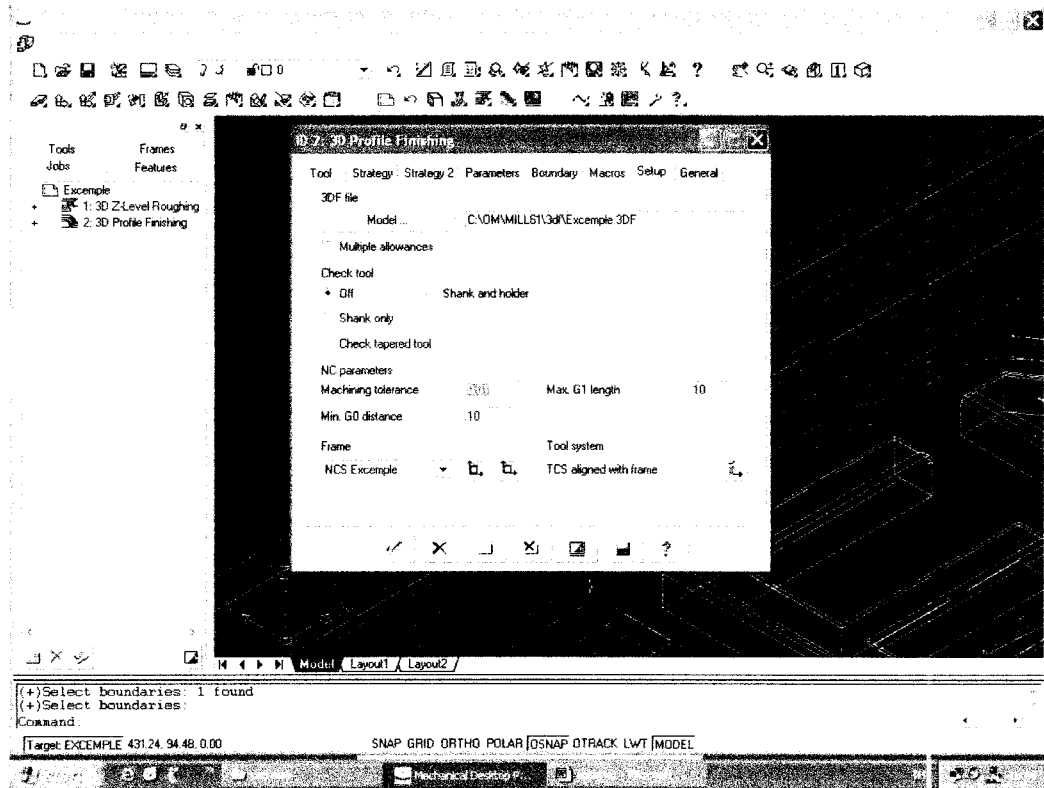 0
Tools Frames
Jobs Features
Excemple
+ 1: 3D Z-Level Roughing
+ 2: 3D Profile Finishing
ID 2: 3D Profile Finishing
Tool Strategy Strategy 2 Parameters Boundary Macros Setup General
3DF file
Model ... C:\OM\MILL61\3df\Excemple.3DF
Multiple allowances
Check tool
Off Shank and holder
Shank only
Check tapered tool
NC parameters
Machining tolerance Max. G1 length 10
Min. G0 distance 10
Frame Tool system
NCS Excemple TCS aligned with frame
Model Layout1 Layout2
(+)Select boundaries: 1 found
(+)Select boundaries:
Command:
Target: EXCEMPLE 431.24, 94.48, 0.00 SNAP GRID ORTHO POLAR OSNAP OTRACK LWT MODEL
Mechanical Desktop P...